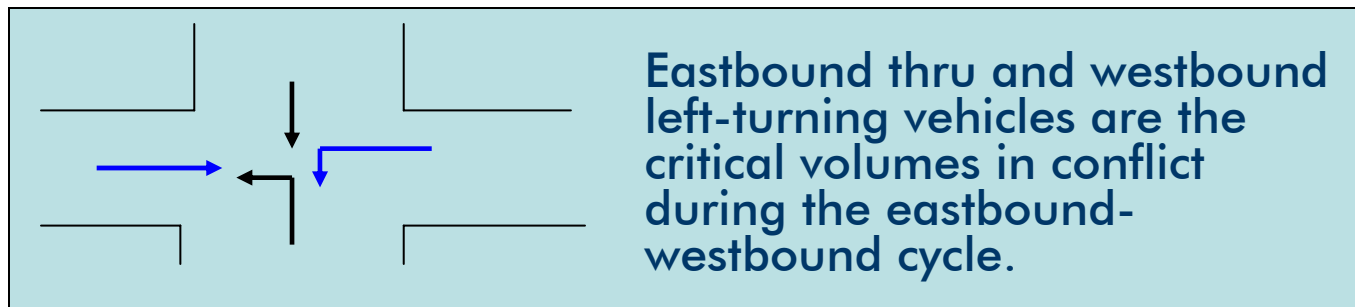 Eastbound thru and westbound
left-turning vehicles are the
critical volumes in conflict
during the eastbound-
westbound cycle.